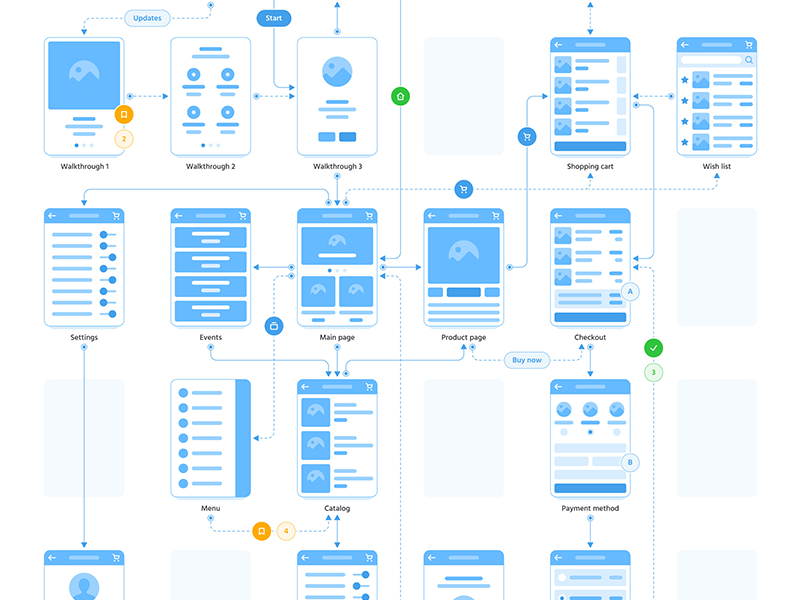 Updates
Start
2
Walkthrough 1
Walkthrough 2
Walkthrough 3
Shopping cart
Wish list
A
Settings
Events
Main page
Product page
Checkout
Buy now
3
B
Menu
Catalog
Payment method
4